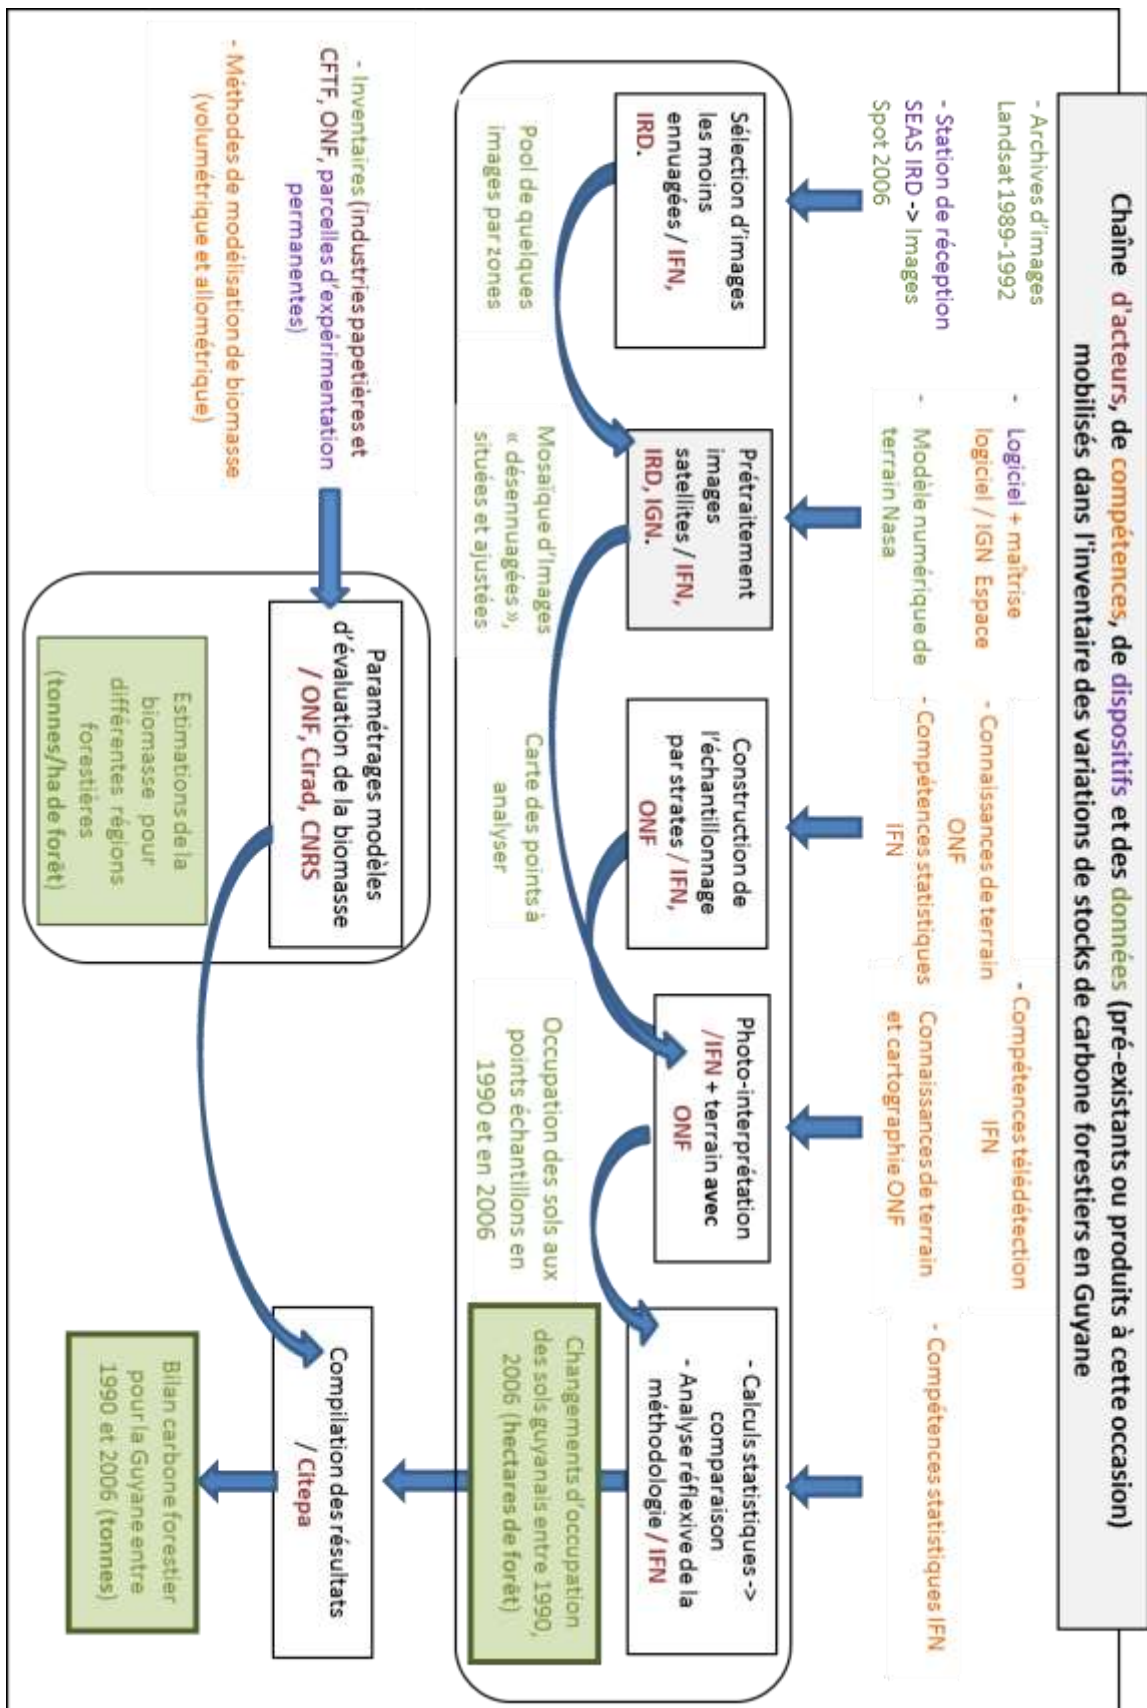 Chaîne d'acteurs, de compétences, de dispositifs et des données (pré-existants ou produits à cette occasion)
mobilisés dans l'inventaire des variations de stocks de carbone forestiers en Guyane
- Archives d'images
Landsat 1989-1992
- Station de réception
SEAS IRD -> Images
Spot 2006
- Logiciel + maîtrise
logiciel / IGN Espace
- Modèle numérique de
terrain Nasa
- Connaissances de terrain
ONF
- Compétences statistiques
IFN
- Compétences télédétection
IFN
Connaissances de terrain
et cartographie ONF
- Compétences statistiques IFN
Sélection d'images
les moins
ennuagées / IFN,
IRD.
Prétraitement
images
satellites / IFN,
IRD, IGN.
Construction de
l'échantillonnage
par strates / IFN,
ONF
Photo-interprétation
/IFN + terrain avec
ONF
- Calculs statistiques ->
comparaison
- Analyse réflexive de la
méthodologie / IFN
Pool de quelques
images par zones
Mosaïque d'Images
« désennuagées »,
situées et ajustées
Carte des points à
analyser
Occupation des sols aux
points échantillons en
1990 et en 2006
Changements d'occupation
des sols guyanais entre 1990,
2006 (hectares de forêt)
- Inventaires (industries papetières et
CFTF, ONF, parcelles d'expérimentation
permanentes)
- Méthodes de modélisation de biomasse
(volumétrique et allométrique)
Paramétrages modèles
d'évaluation de la biomasse
/ ONF, Cirad, CNRS
Estimations de la
biomasse pour
différentes régions
forestières
(tonnes/ha de forêt)
Compilation des résultats
/ Citepa
Bilan carbone forestier
pour la Guyane entre
1990 et 2006 (tonnes)